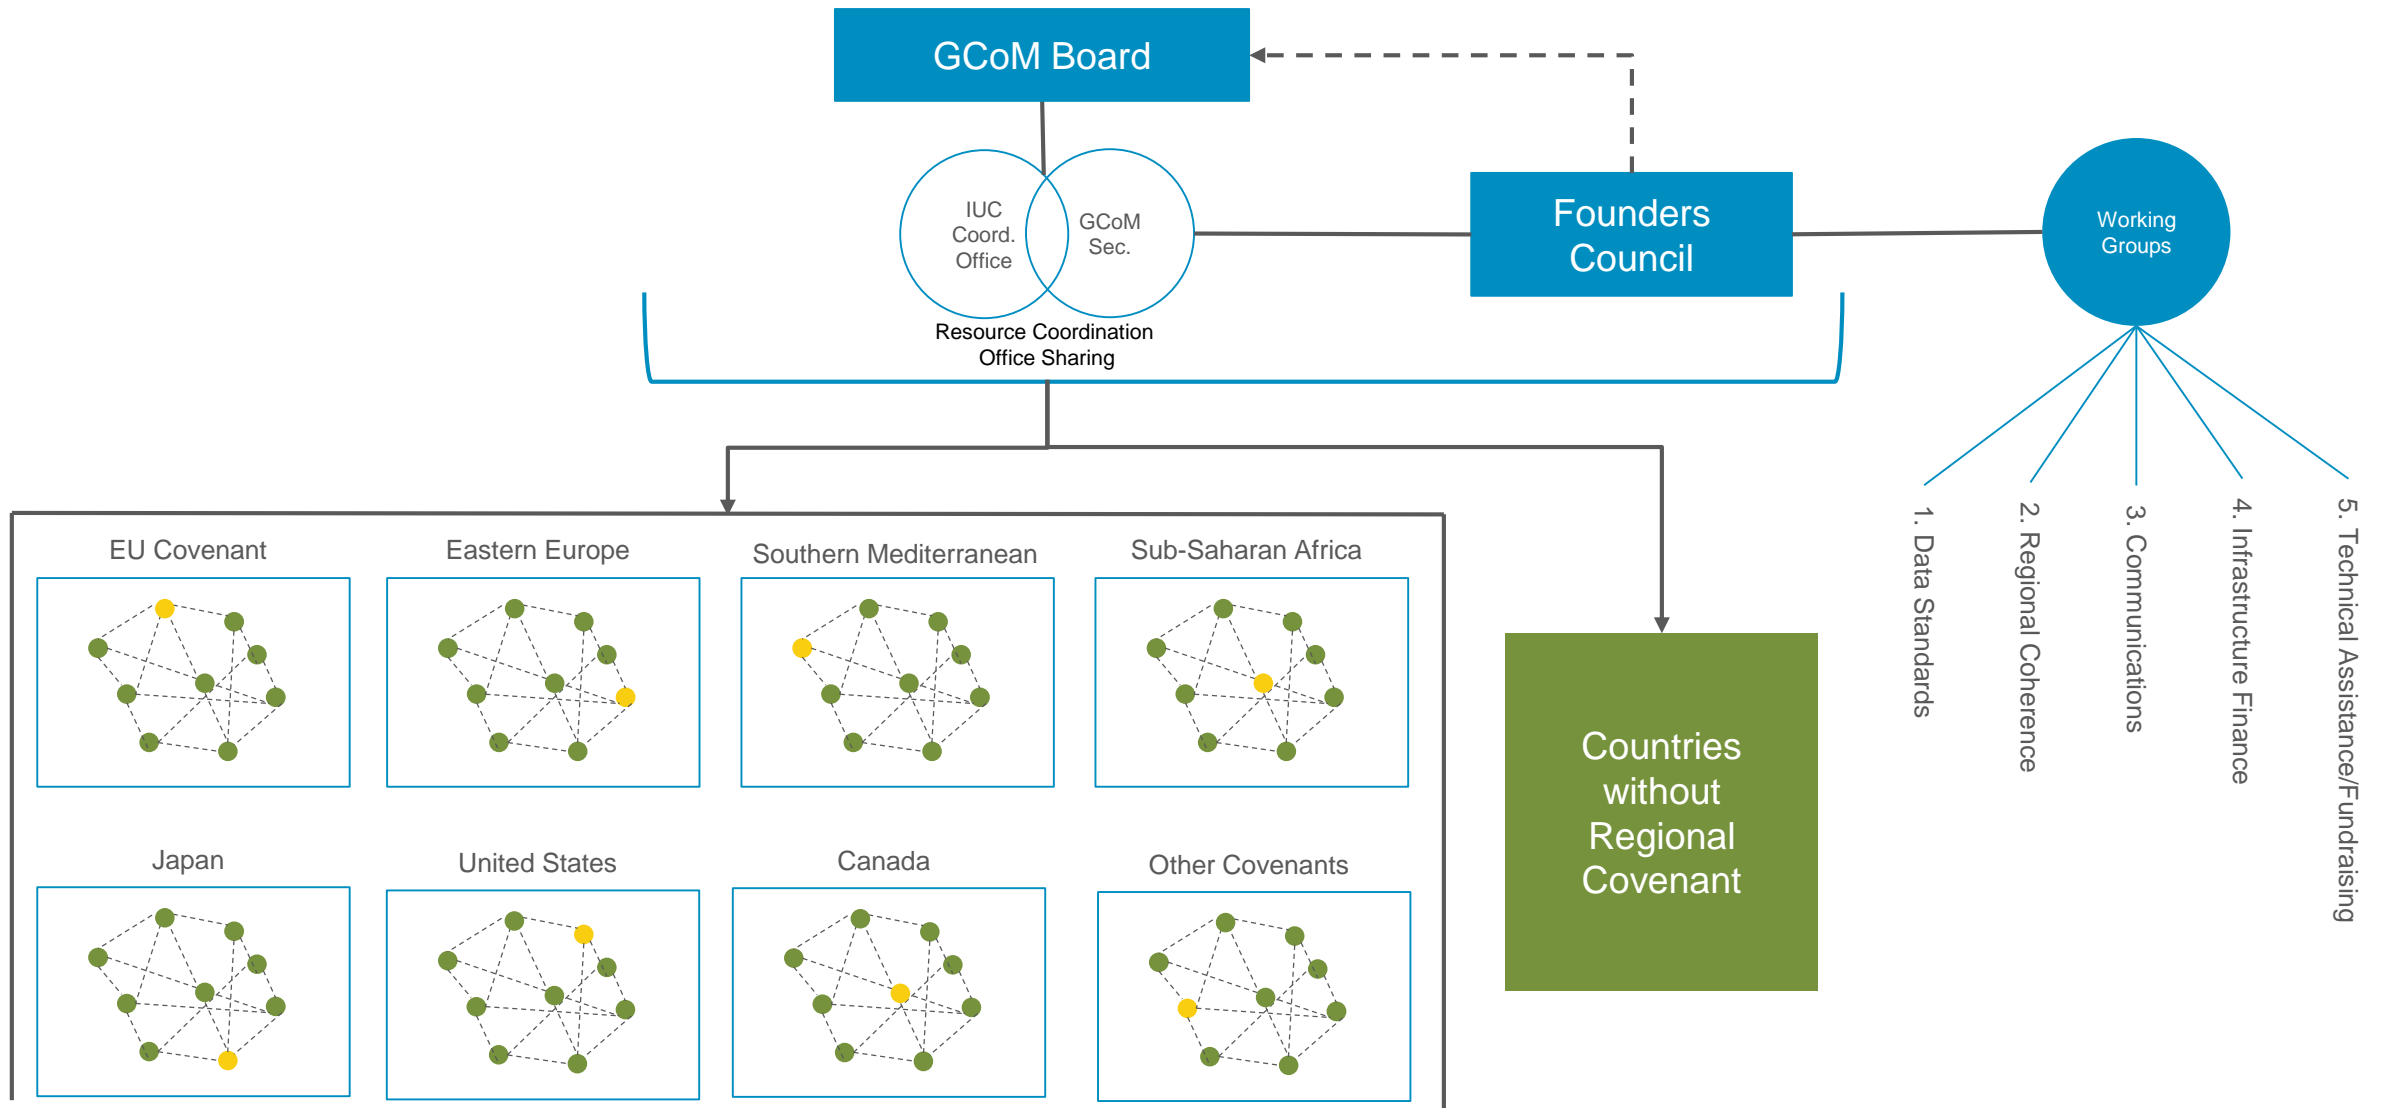 GCoM Board
IUC
Coord.
Office
GCoM
Sec.
Founders
Council
Working
Groups
Resource Coordination
Office Sharing
1. Data Standards
2. Regional Coherence
3. Communications
4. Infrastructure Finance
5. Technical Assistance/Fundraising
EU Covenant
Eastern Europe
Southern Mediterranean
Sub-Saharan Africa
Japan
United States
Canada
Other Covenants
Countries
without
Regional
Covenant